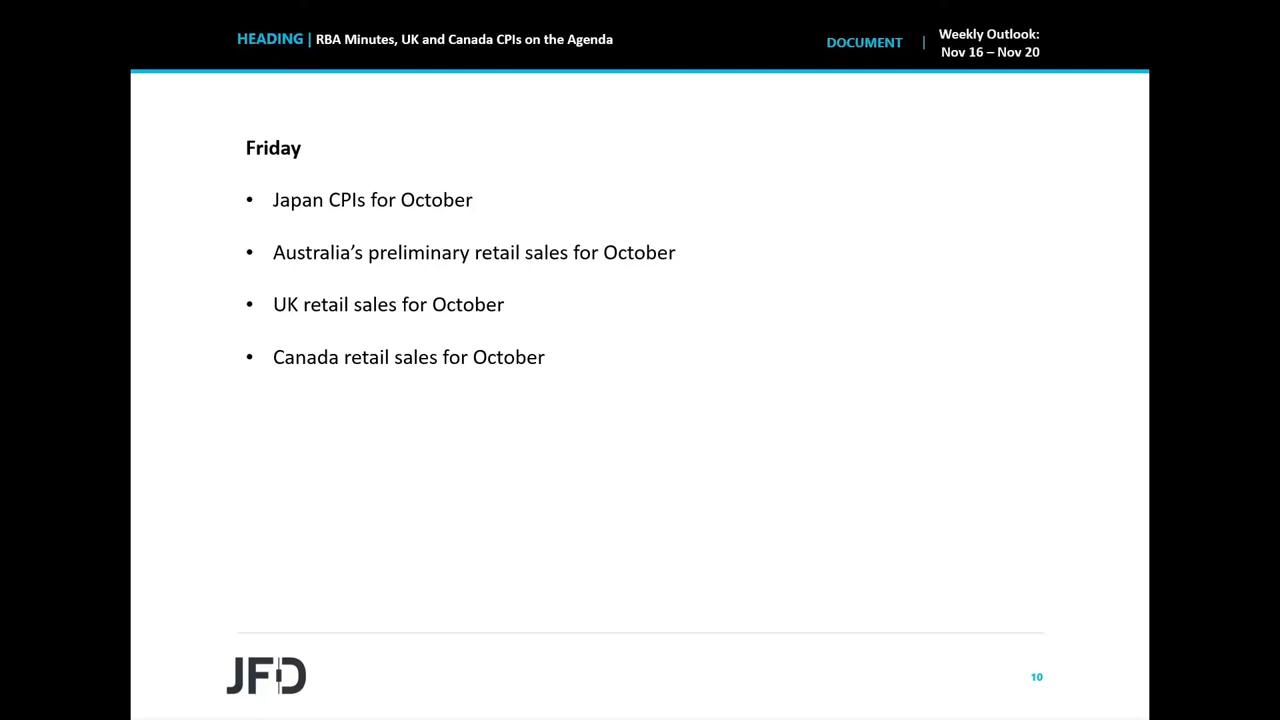 HEADING | RBA Minutes, UK and Canada CPIs on the Agenda
DOCUMENT | Weekly Outlook:
Nov 16 – Nov 20
Friday
• Japan CPIs for October
• Australia’s preliminary retail sales for October
• UK retail sales for October
• Canada retail sales for October
JFD
10